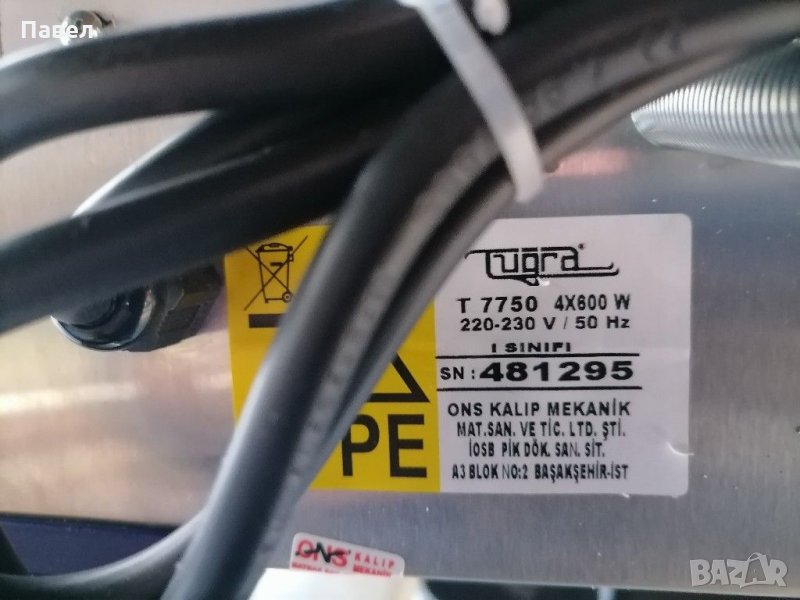 Павел
Tuğra®
T 7750 4X600 W
220-230 V / 50 Hz
I SINIFI
SN: 481295
ONS KALIP MEKANİK
MAT.SAN. VE TİC. LTD. ŞTİ.
İOSB PİK DÖK. SAN. SİT.
A3 BLOK NO:2 BAŞAKŞEHİR-İST
PE
ONS KALIP
MEKANİK
BAZAR